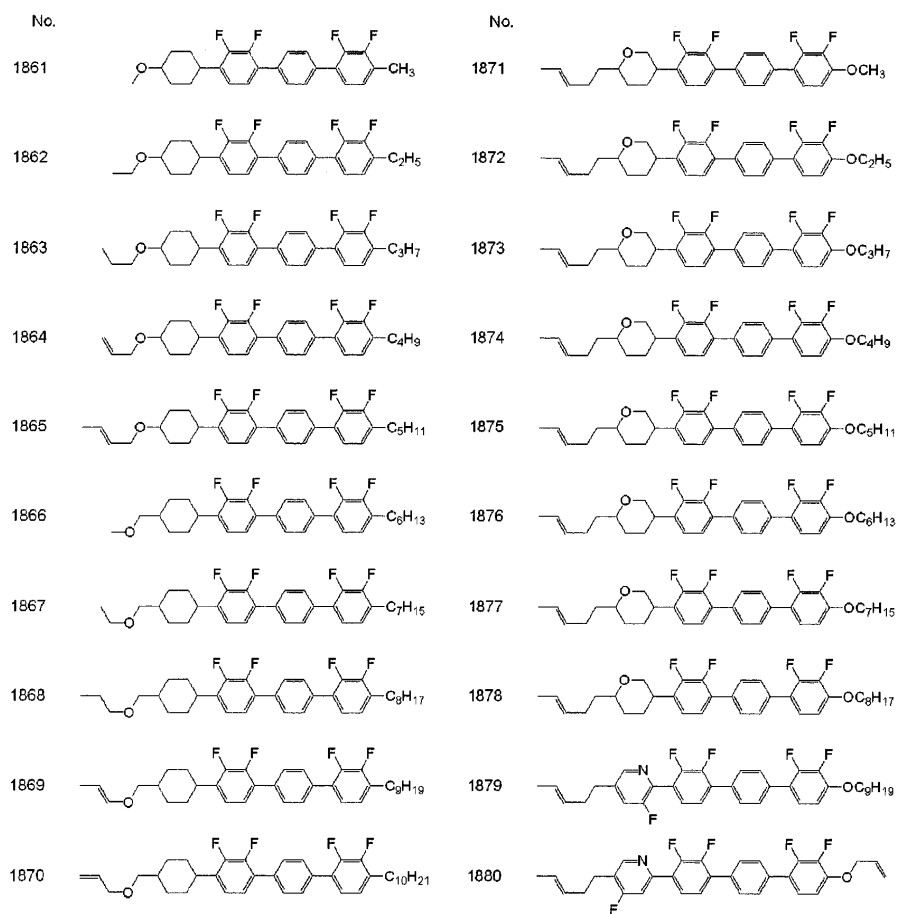 No.
F F F F
1861 O CH3
F F F F
1862 O C2H5
F F F F
1863 O C3H7
F F F F
1864 O C4H9
F F F F
1865 O C5H11
F F F F
1866 O C6H13
F F F F
1867 O C7H15
F F F F
1868 O C8H17
F F F F
1869 O C9H19
F F F F
1870 O C10H21
No.
F F F F
O
1871 OCH3
F F F F
O
1872 OC2H5
F F F F
O
1873 OC3H7
F F F F
O
1874 OC4H9
F F F F
O
1875 OC5H11
F F F F
O
1876 OC6H13
F F F F
O
1877 OC7H15
F F F F
O
1878 OC8H17
F F F F
N
1879 OC9H19
F
F F F F
N
1880 O
F